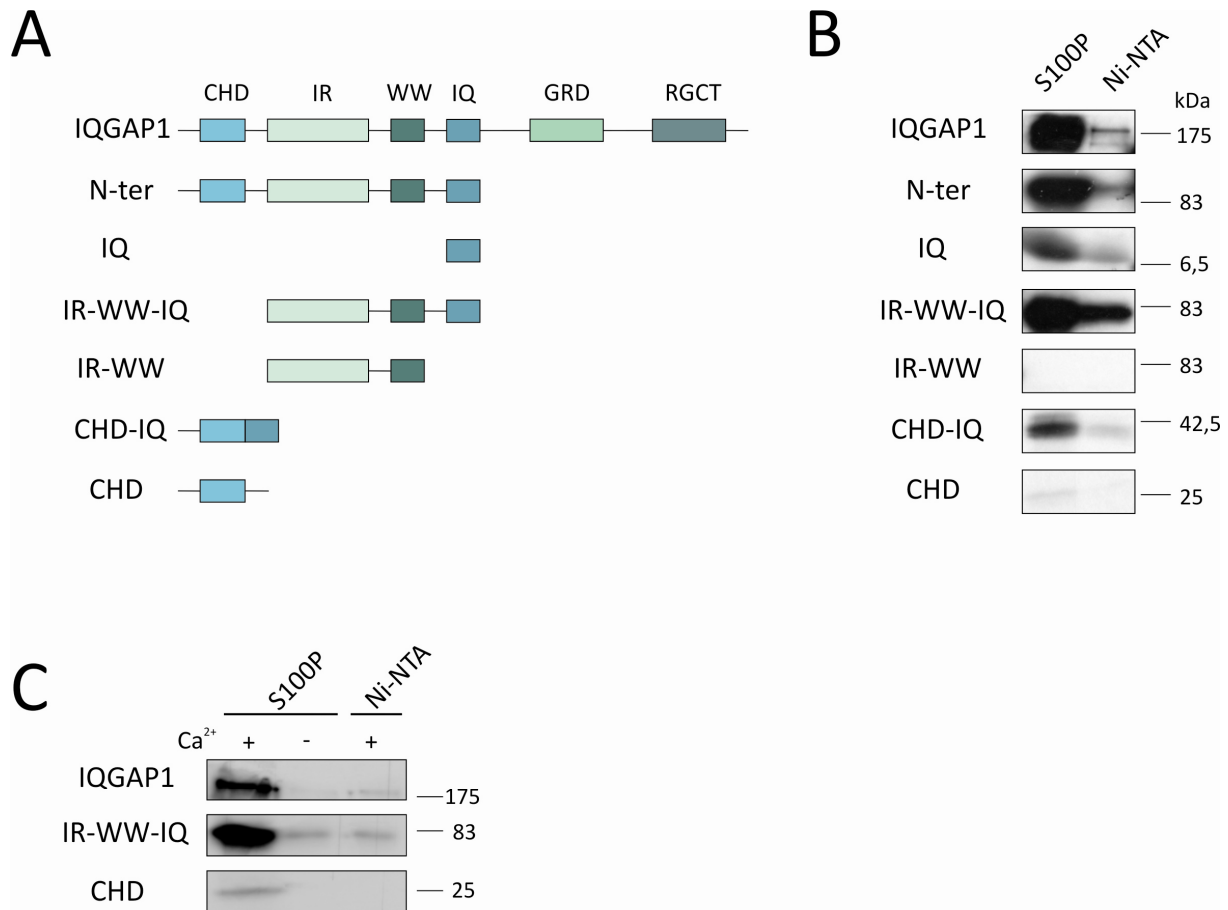 A
CHD IR WW IQ GRD RGCT
IQGAP1
N-ter
IQ
IR-WW-IQ
IR-WW
CHD-IQ
CHD
B
S100P Ni-NTA
kDa
IQGAP1 175
N-ter 83
IQ 6,5
IR-WW-IQ 83
IR-WW 83
CHD-IQ 42,5
CHD 25
C
S100P Ni-NTA
Ca²⁺ + - +
IQGAP1 175
IR-WW-IQ 83
CHD 25